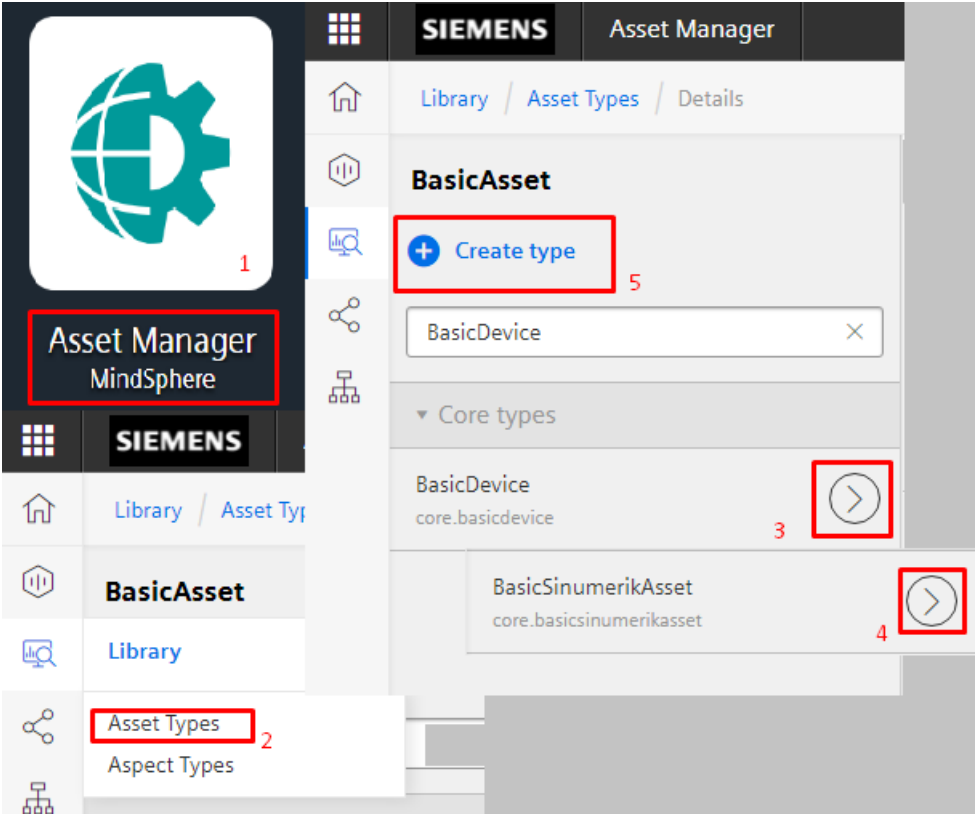 1
Asset Manager
MindSphere
SIEMENS Asset Manager
Library / Asset Types / Details
BasicAsset
Create type
5
BasicDevice
Core types
BasicDevice
core.basicdevice
3
BasicSinumerikAsset
core.basicsinumerikasset
4
SIEMENS
Library / Asset Typ
BasicAsset
Library
Asset Types
2
Aspect Types